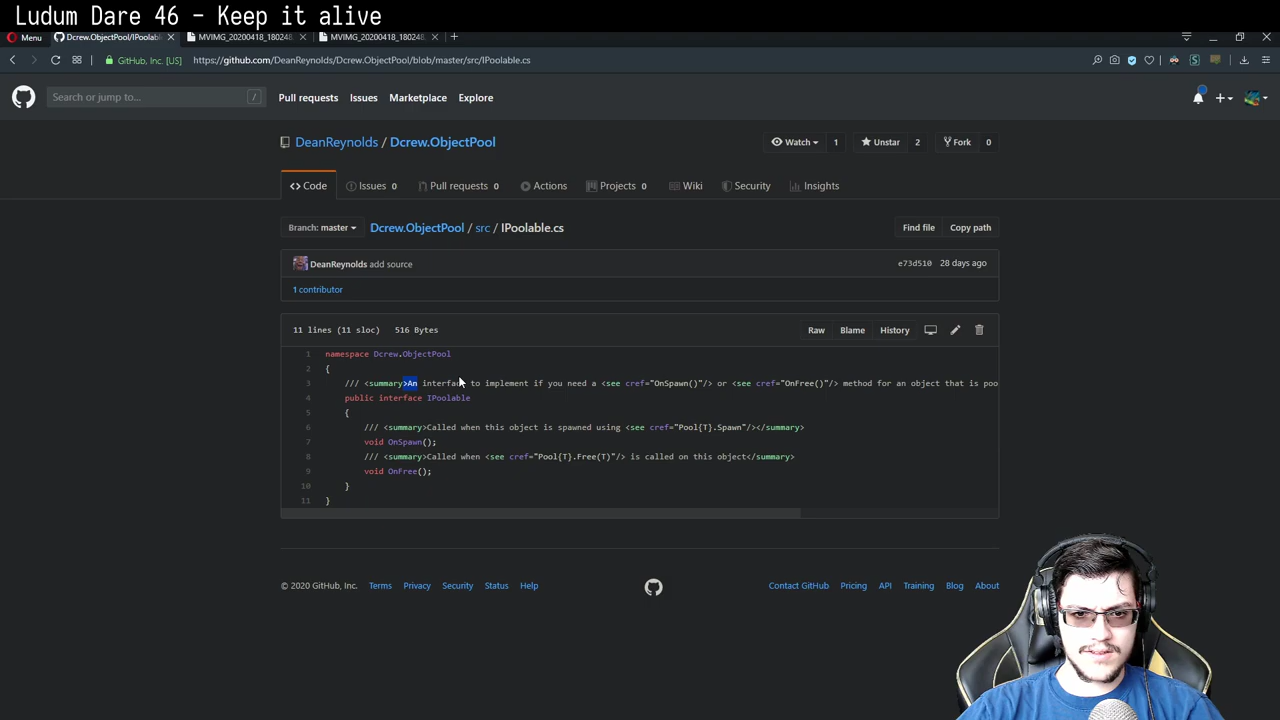 Ludum Dare 46 - Keep it alive
Menu
Dcrew.ObjectPool/IPoolabl
MVIMG_20200418_180248
MVIMG_20200418_180248
GitHub, Inc. [US]
https://github.com/DeanReynolds/Dcrew.ObjectPool/blob/master/src/IPoolable.cs
Search or jump to...
/
Pull requests
Issues
Marketplace
Explore
DeanReynolds / Dcrew.ObjectPool
Watch 1
Unstar 2
Fork 0
Code
Issues 0
Pull requests 0
Actions
Projects 0
Wiki
Security
Insights
Branch: master
Dcrew.ObjectPool / src / IPoolable.cs
Find file
Copy path
DeanReynolds add source
e73d510 28 days ago
1 contributor
11 lines (11 sloc) 516 Bytes
Raw
Blame
History
1 namespace Dcrew.ObjectPool
2 {
3 /// <summary>An interface to implement if you need a <see cref="OnSpawn()"/> or <see cref="OnFree()"/> method for an object that is poo
4 public interface IPoolable
5 {
6 /// <summary>Called when this object is spawned using <see cref="Pool{T}.Spawn"/></summary>
7 void OnSpawn();
8 /// <summary>Called when <see cref="Pool{T}.Free(T)"/> is called on this object</summary>
9 void OnFree();
10 }
11 }
© 2020 GitHub, Inc.
Terms
Privacy
Security
Status
Help
Contact GitHub
Pricing
API
Training
Blog
About